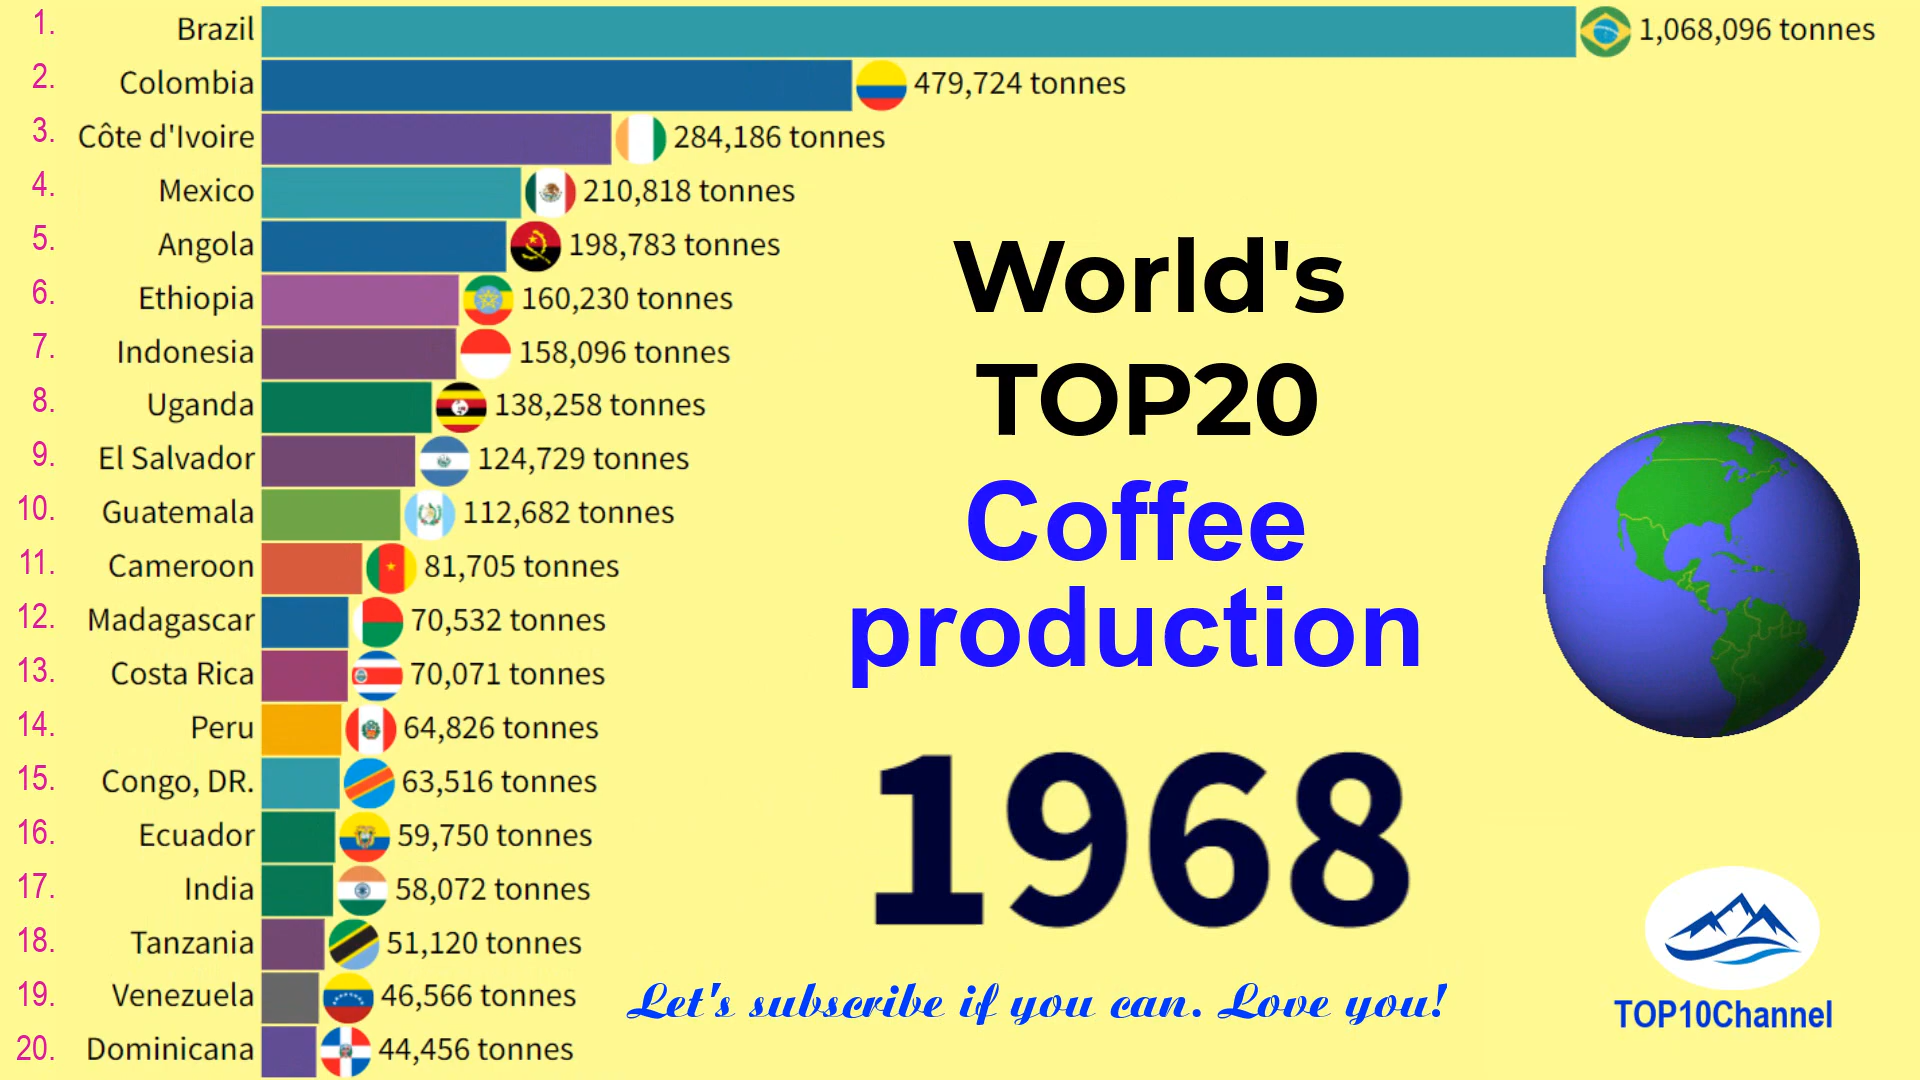 1. Brazil 1,068,096 tonnes
2. Colombia 479,724 tonnes
3. Côte d'Ivoire 284,186 tonnes
4. Mexico 210,818 tonnes
5. Angola 198,783 tonnes
6. Ethiopia 160,230 tonnes
7. Indonesia 158,096 tonnes
8. Uganda 138,258 tonnes
9. El Salvador 124,729 tonnes
10. Guatemala 112,682 tonnes
11. Cameroon 81,705 tonnes
12. Madagascar 70,532 tonnes
13. Costa Rica 70,071 tonnes
14. Peru 64,826 tonnes
15. Congo, DR. 63,516 tonnes
16. Ecuador 59,750 tonnes
17. India 58,072 tonnes
18. Tanzania 51,120 tonnes
19. Venezuela 46,566 tonnes
20. Dominicana 44,456 tonnes
World's
TOP20
Coffee
production
1968
Let's subscribe if you can. Love you!
TOP10Channel